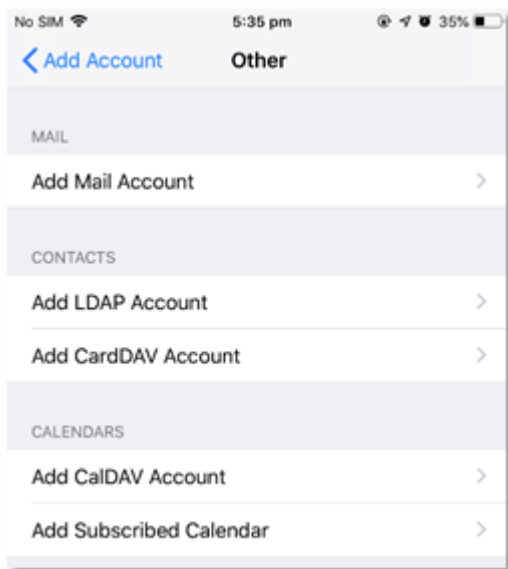 No SIM 5:35 pm 35%
Add Account Other
MAIL
Add Mail Account
CONTACTS
Add LDAP Account
Add CardDAV Account
CALENDARS
Add CalDAV Account
Add Subscribed Calendar